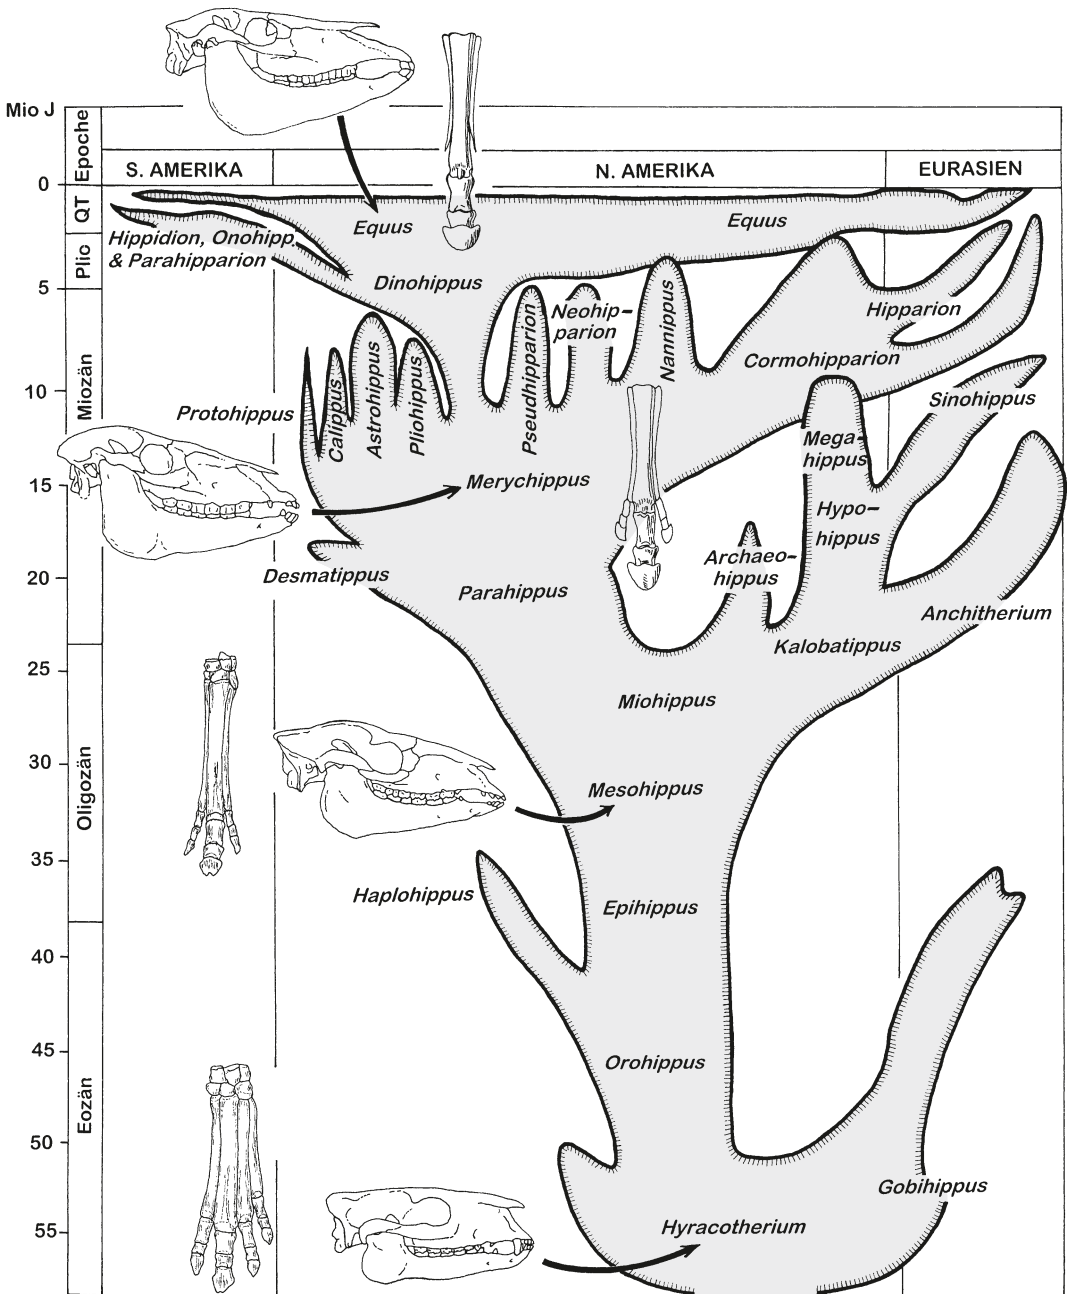 Mio J
Epoche
S. AMERIKA
N. AMERIKA
EURASIEN
0
QT
Equus
Equus
Hippidion, Onohipp.
& Parahipparion
Plio
Dinohippus
5
Neohip-
parion
Nannippus
Hipparion
Pseudhipparion
Cormohipparion
Miozän
10
Protohippus
Calippus
Astrohippus
Pliohippus
Sinohippus
Mega-
hippus
15
Merychippus
Hypo-
hippus
Desmatippus
Archaeo-
hippus
20
Parahippus
Anchitherium
Kalobatippus
25
Miohippus
30
Oligozän
Mesohippus
35
Haplohippus
Epihippus
40
45
Orohippus
Eozän
50
Gobihippus
55
Hyracotherium